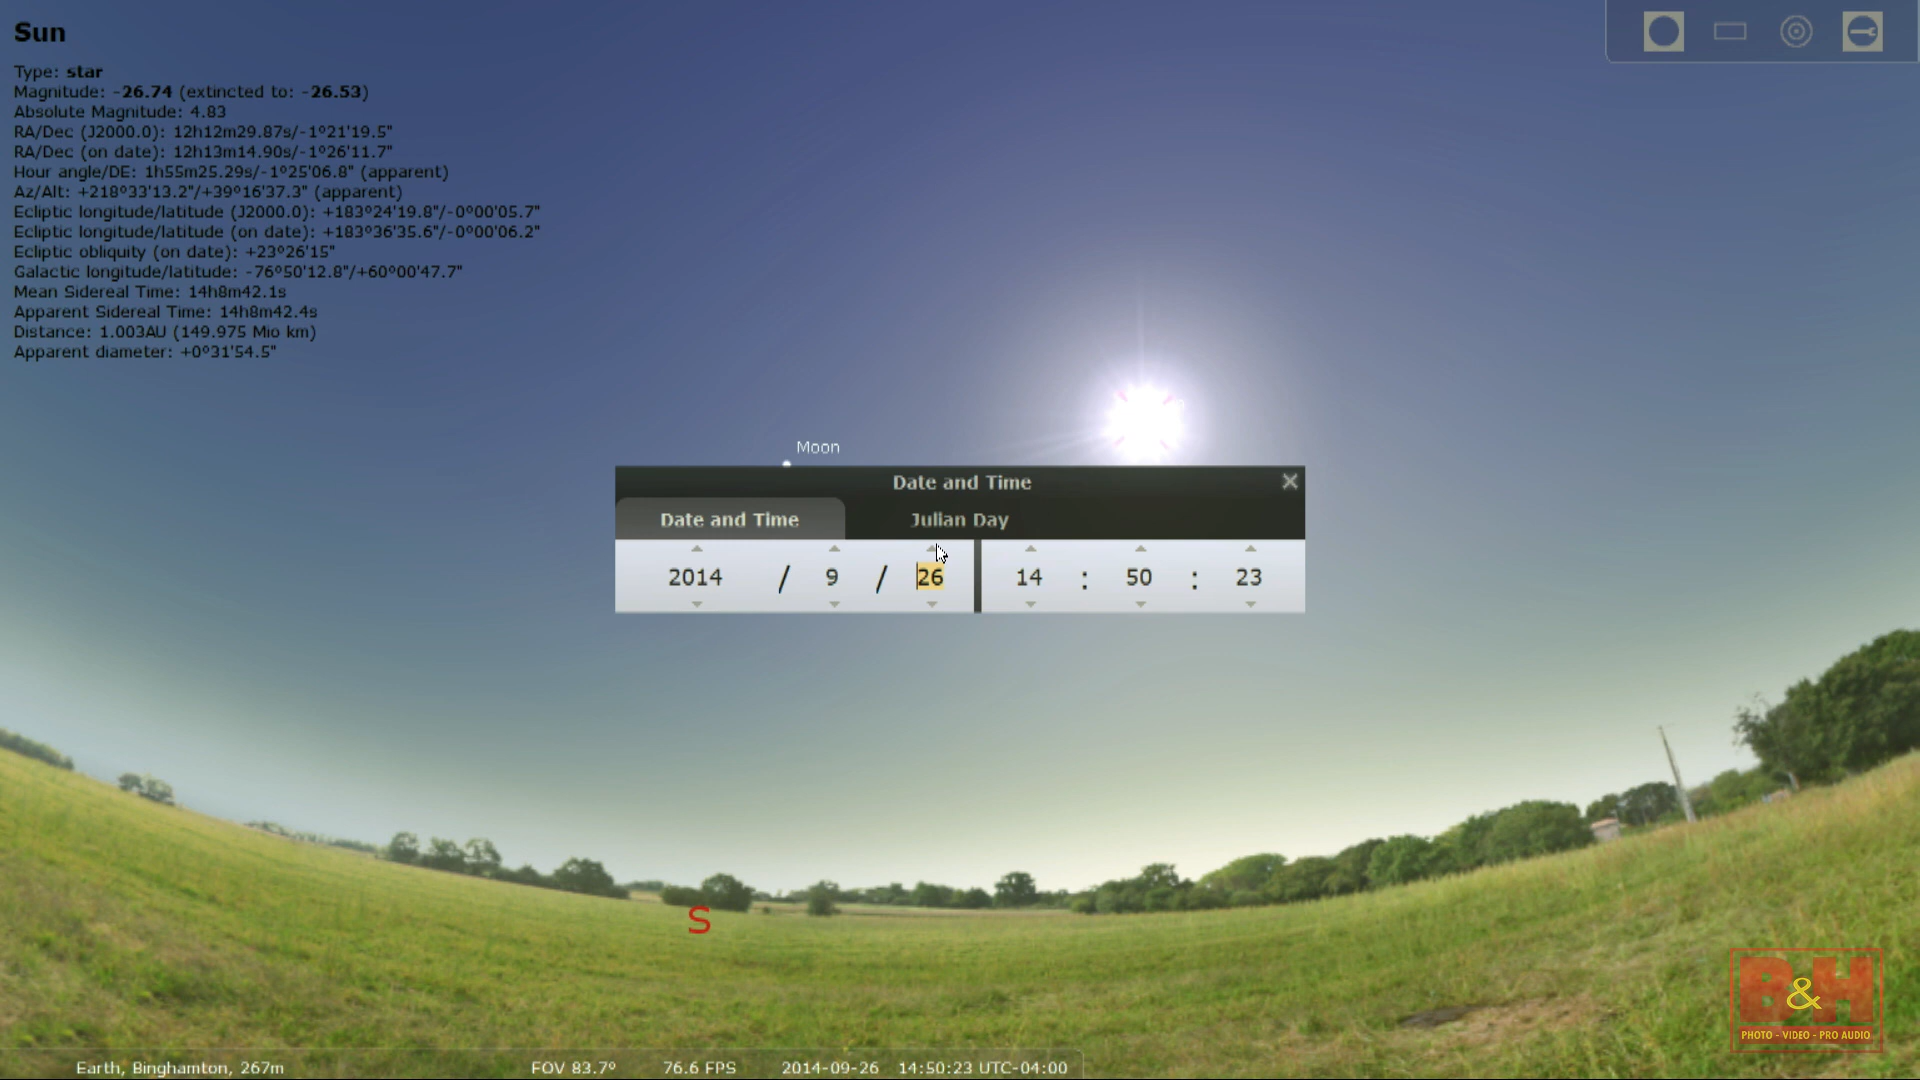 Sun
Type: star
Magnitude: -26.74 (extincted to: -26.53)
Absolute Magnitude: 4.83
RA/Dec (J2000.0): 12h12m29.87s/-1°21'19.5"
RA/Dec (on date): 12h13m14.90s/-1°26'11.7"
Hour angle/DE: 1h55m25.29s/-1°25'06.8" (apparent)
Az/Alt: +218°33'13.2"/+39°16'37.3" (apparent)
Ecliptic longitude/latitude (J2000.0): +183°24'19.8"/-0°00'05.7"
Ecliptic longitude/latitude (on date): +183°36'35.6"/-0°00'06.2"
Ecliptic obliquity (on date): +23°26'15"
Galactic longitude/latitude: -76°50'12.8"/+60°00'47.7"
Mean Sidereal Time: 14h8m42.1s
Apparent Sidereal Time: 14h8m42.4s
Distance: 1.003AU (149.975 Mio km)
Apparent diameter: +0°31'54.5"
Moon
Date and Time
Date and Time Julian Day
2014 / 9 / 26 14 : 50 : 23
S
B&H
PHOTO - VIDEO - PRO AUDIO
Earth, Binghamton, 267m FOV 83.7° 76.6 FPS 2014-09-26 14:50:23 UTC-04:00